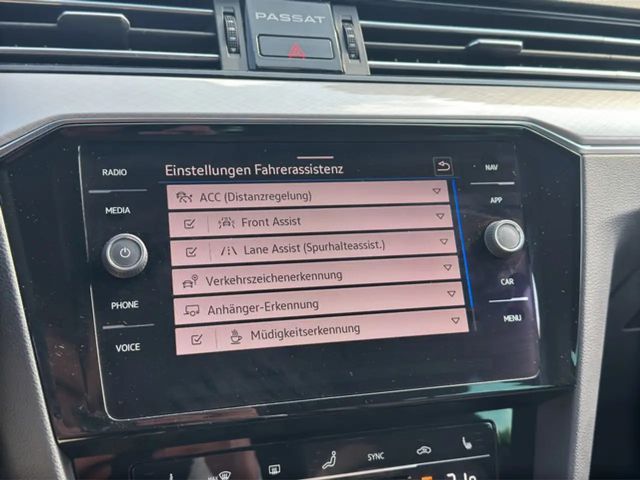 PASSAT
RADIO
MEDIA
PHONE
VOICE
Einstellungen Fahrerassistenz
ACC (Distanzregelung)
Front Assist
Lane Assist (Spurhalteassist.)
Verkehrszeichenerkennung
Anhänger-Erkennung
Müdigkeitserkennung
NAV
APP
CAR
MENU
SYNC